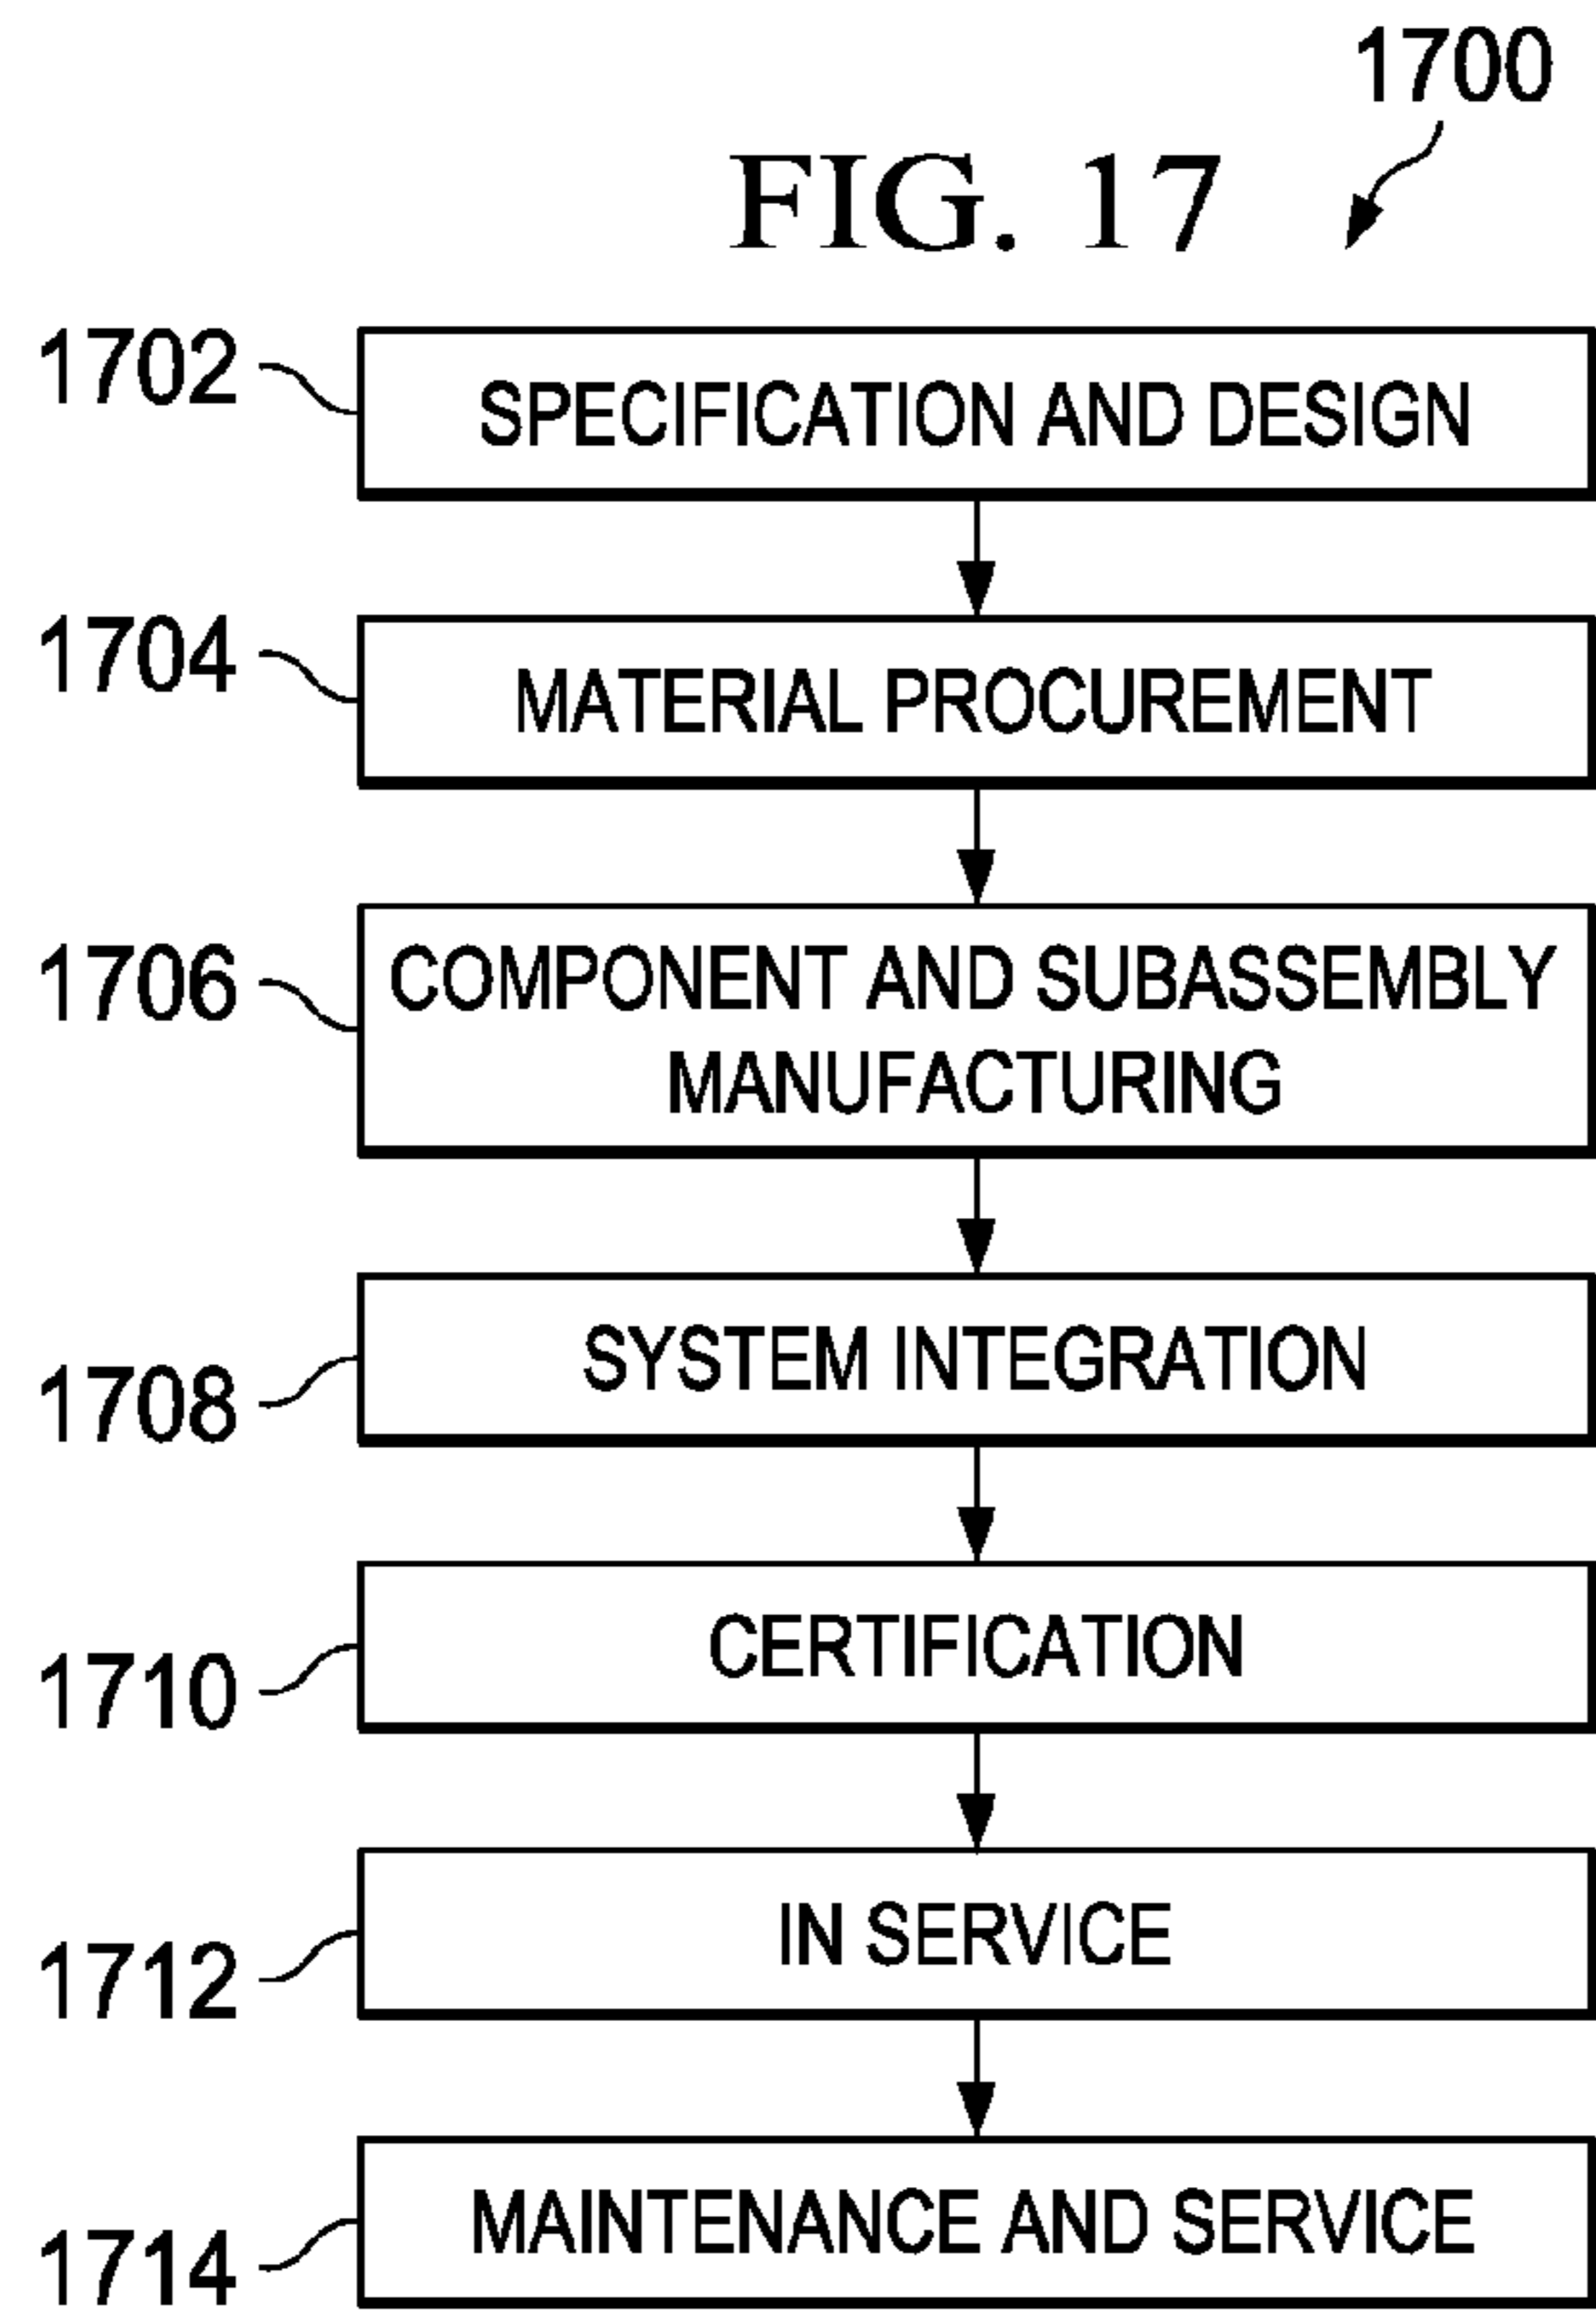 1700
FIG. 17
1702
SPECIFICATION AND DESIGN
1704
MATERIAL PROCUREMENT
1706
COMPONENT AND SUBASSEMBLY
MANUFACTURING
1708
SYSTEM INTEGRATION
1710
CERTIFICATION
1712
IN SERVICE
1714
MAINTENANCE AND SERVICE